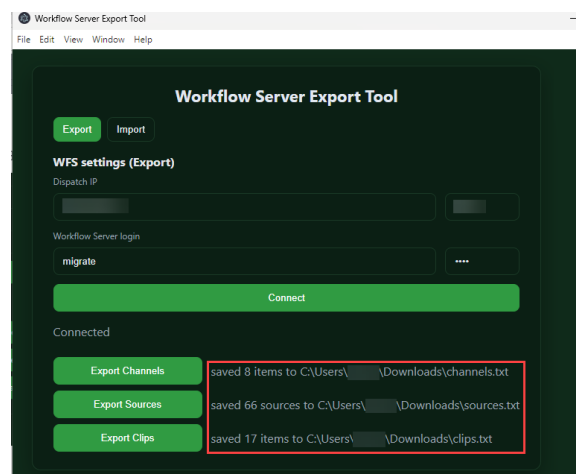 Workflow Server Export Tool
File Edit View Window Help
Workflow Server Export Tool
Export Import
WFS settings (Export)
Dispatch IP
Workflow Server login
migrate ••••
Connect
Connected
Export Channels saved 8 items to C:\Users\ \Downloads\channels.txt
Export Sources saved 66 sources to C:\Users\ \Downloads\sources.txt
Export Clips saved 17 items to C:\Users\ \Downloads\clips.txt